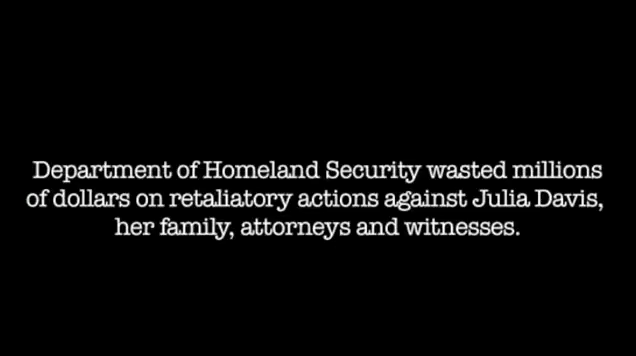 Department of Homeland Security wasted millions
of dollars on retaliatory actions against Julia Davis,
her family, attorneys and witnesses.